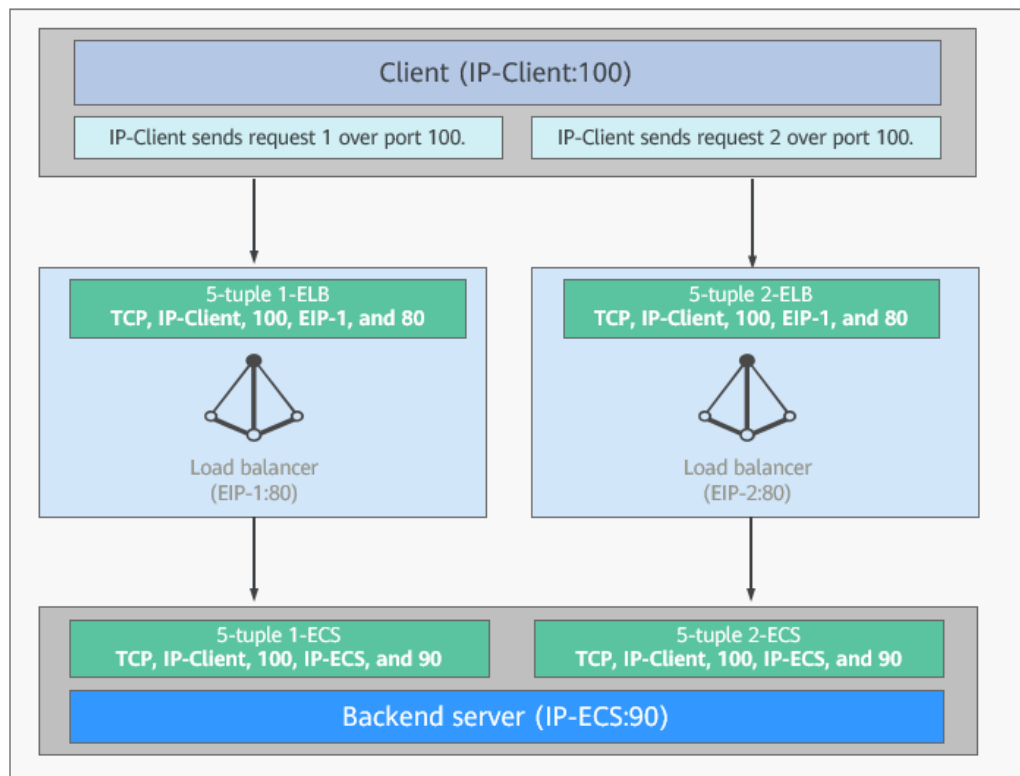 Client (IP-Client:100)
IP-Client sends request 1 over port 100.
IP-Client sends request 2 over port 100.
5-tuple 1-ELB
TCP, IP-Client, 100, EIP-1, and 80
5-tuple 2-ELB
TCP, IP-Client, 100, EIP-1, and 80
Load balancer
(EIP-1:80)
Load balancer
(EIP-2:80)
5-tuple 1-ECS
TCP, IP-Client, 100, IP-ECS, and 90
5-tuple 2-ECS
TCP, IP-Client, 100, IP-ECS, and 90
Backend server (IP-ECS:90)